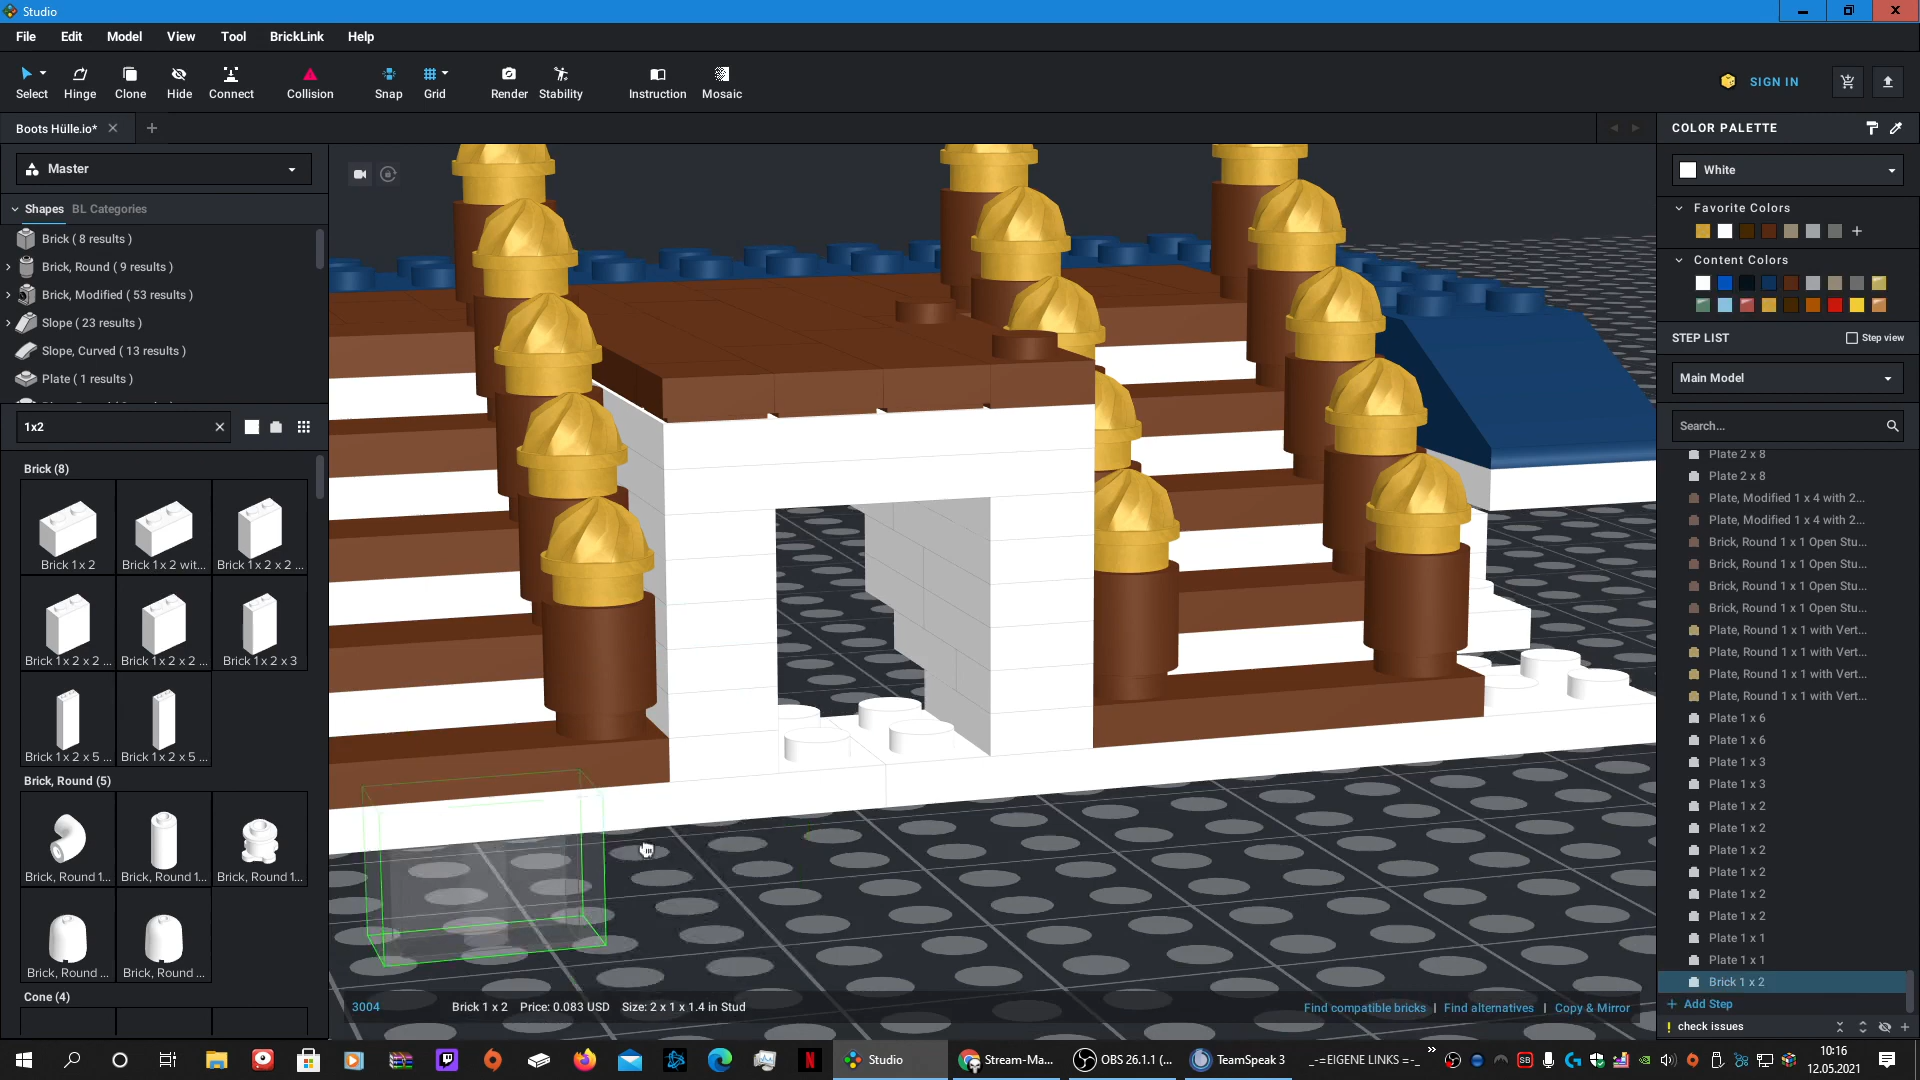 Studio
File Edit Model View Tool BrickLink Help
Select Hinge Clone Hide Connect Collision Snap Grid Render Stability Instruction Mosaic SIGN IN
Boots Hülle.io* COLOR PALETTE
Master White
Shapes BL Categories Favorite Colors
Brick ( 8 results )
Brick, Round ( 9 results ) Content Colors
Brick, Modified ( 53 results )
Slope ( 23 results ) STEP LIST Step view
Slope, Curved ( 13 results )
Plate ( 1 results ) Main Model
1x2 Search...
Plate 2 x 8
Brick (8) Plate 2 x 8
Plate, Modified 1 x 4 with 2...
Plate, Modified 1 x 4 with 2...
Brick, Round 1 x 1 Open Stu...
Brick 1 x 2 Brick 1 x 2 wit... Brick 1 x 2 x 2 ... Brick, Round 1 x 1 Open Stu...
Brick, Round 1 x 1 Open Stu...
Brick, Round 1 x 1 Open Stu...
Plate, Round 1 x 1 with Vert...
Brick 1 x 2 x 2 ... Brick 1 x 2 x 2 ... Brick 1 x 2 x 3 Plate, Round 1 x 1 with Vert...
Plate, Round 1 x 1 with Vert...
Plate, Round 1 x 1 with Vert...
Plate 1 x 6
Plate 1 x 6
Brick 1 x 2 x 5 ... Brick 1 x 2 x 5 ... Plate 1 x 3
Brick, Round (5) Plate 1 x 3
Plate 1 x 2
Plate 1 x 2
Plate 1 x 2
Brick, Round 1... Brick, Round 1... Brick, Round 1... Plate 1 x 2
Plate 1 x 2
Plate 1 x 2
Plate 1 x 1
Plate 1 x 1
Brick, Round ... Brick, Round ... Brick 1 x 2
Cone (4) 3004 Brick 1 x 2 Price: 0.083 USD Size: 2 x 1 x 1.4 in Stud Find compatible bricks | Find alternatives | Copy & Mirror + Add Step
check issues
Studio Stream-Ma... OBS 26.1.1 (... TeamSpeak 3 _-=EIGENE LINKS =-_ 10:16
12.05.2021